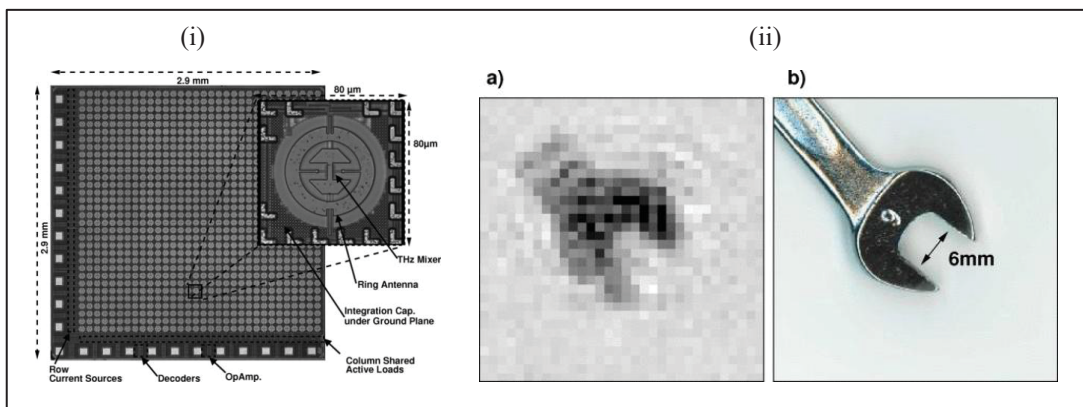 (i)
(ii)
2.9 mm
80 µm
80µm
2.9 mm
THz Mixer
Ring Antenna
Integration Cap.
under Ground Plane
Row
Current Sources
Decoders
OpAmp.
Column Shared
Active Loads
a)
b)
6mm